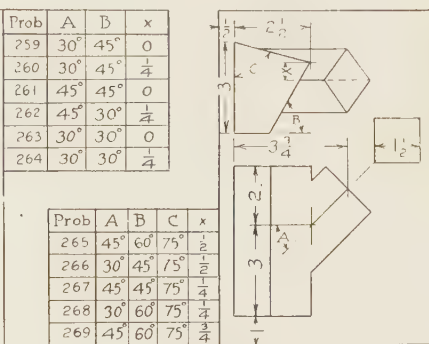 Prob A B x
259 30° 45° 0
260 30° 45° 1/4
261 45° 45° 0
262 45° 30° 1/4
263 30° 30° 0
264 30° 30° 1/4
Prob A B C x
265 45° 60° 75° 1/2
266 30° 45° 75° 1/2
267 45° 45° 75° 1/4
268 30° 60° 75° 1/4
269 45° 60° 75° 3/4
2 1/2
C
X
3
B
3 3/4
1 1/2
2
A
3
1